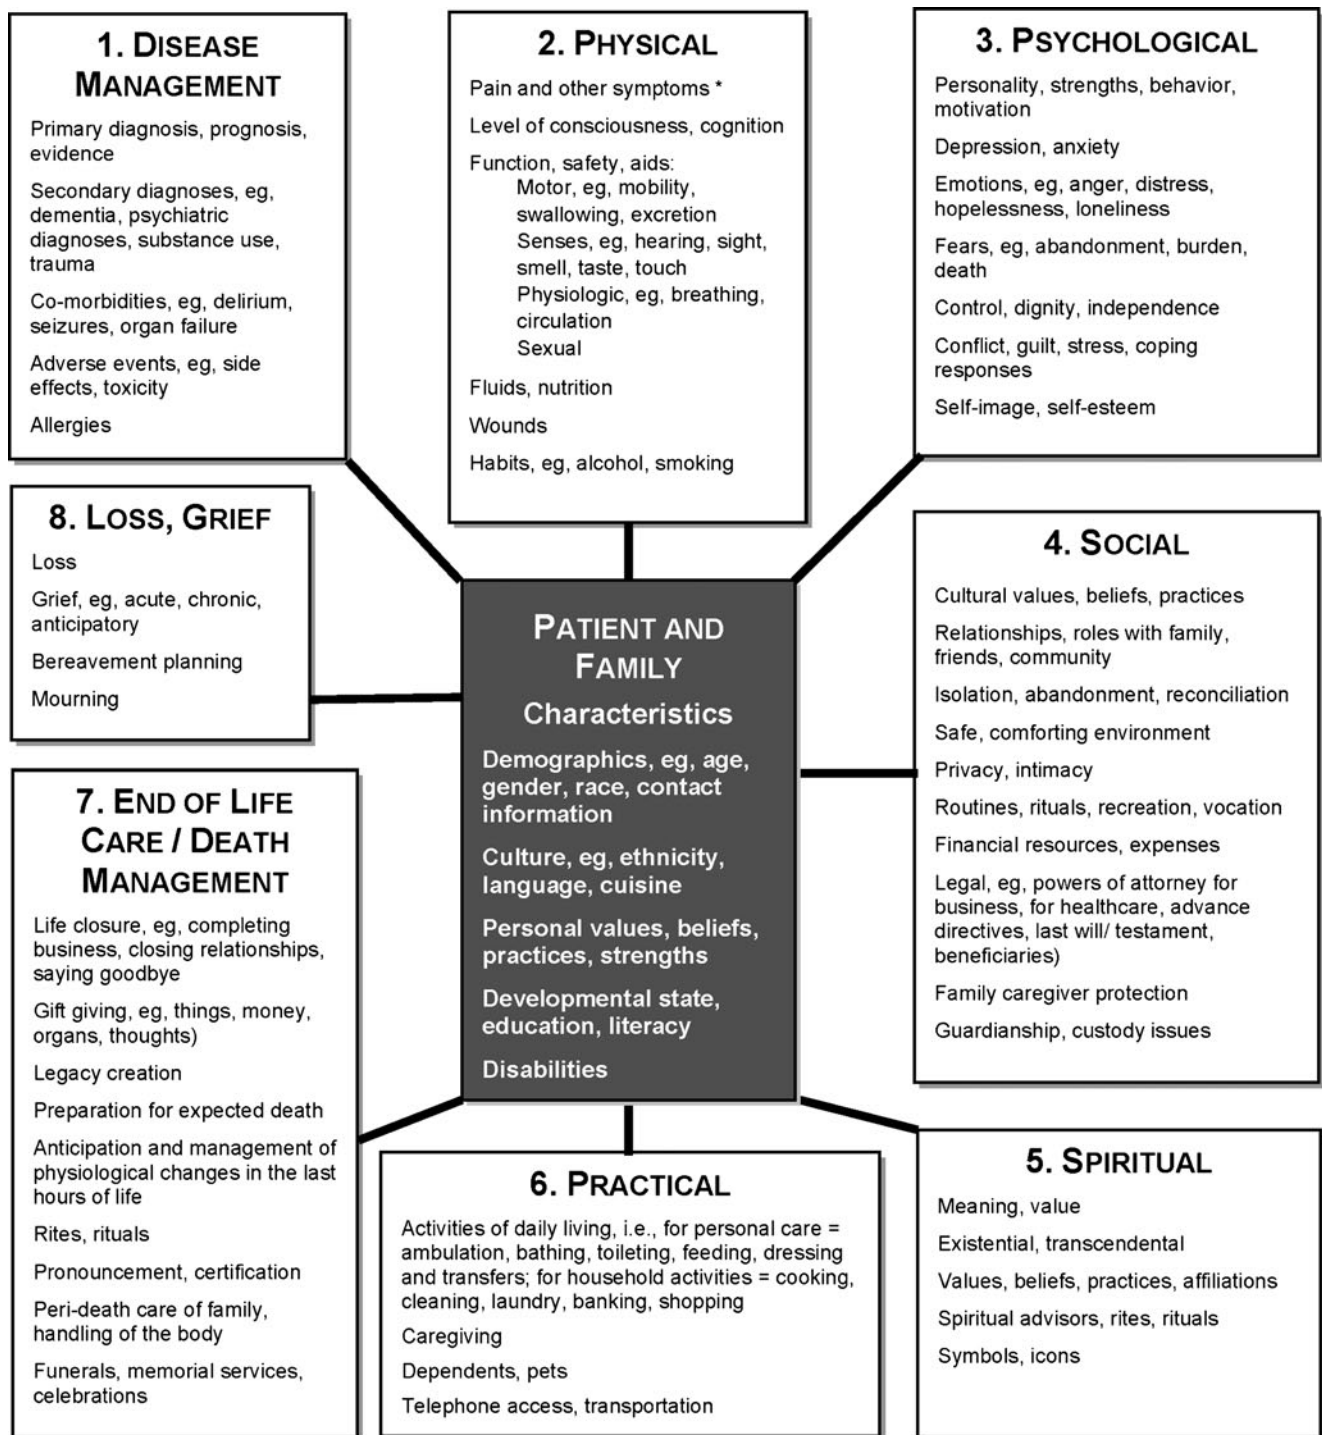 1. DISEASE
MANAGEMENT
Primary diagnosis, prognosis,
evidence
Secondary diagnoses, eg,
dementia, psychiatric
diagnoses, substance use,
trauma
Co-morbidities, eg, delirium,
seizures, organ failure
Adverse events, eg, side
effects, toxicity
Allergies
2. PHYSICAL
Pain and other symptoms *
Level of consciousness, cognition
Function, safety, aids:
Motor, eg, mobility,
swallowing, excretion
Senses, eg, hearing, sight,
smell, taste, touch
Physiologic, eg, breathing,
circulation
Sexual
Fluids, nutrition
Wounds
Habits, eg, alcohol, smoking
3. PSYCHOLOGICAL
Personality, strengths, behavior,
motivation
Depression, anxiety
Emotions, eg, anger, distress,
hopelessness, loneliness
Fears, eg, abandonment, burden,
death
Control, dignity, independence
Conflict, guilt, stress, coping
responses
Self-image, self-esteem
8. LOSS, GRIEF
Loss
Grief, eg, acute, chronic,
anticipatory
Bereavement planning
Mourning
PATIENT AND
FAMILY
Characteristics
Demographics, eg, age,
gender, race, contact
information
Culture, eg, ethnicity,
language, cuisine
Personal values, beliefs,
practices, strengths
Developmental state,
education, literacy
Disabilities
4. SOCIAL
Cultural values, beliefs, practices
Relationships, roles with family,
friends, community
Isolation, abandonment, reconciliation
Safe, comforting environment
Privacy, intimacy
Routines, rituals, recreation, vocation
Financial resources, expenses
Legal, eg, powers of attorney for
business, for healthcare, advance
directives, last will/ testament,
beneficiaries)
Family caregiver protection
Guardianship, custody issues
7. END OF LIFE
CARE / DEATH
MANAGEMENT
Life closure, eg, completing
business, closing relationships,
saying goodbye
Gift giving, eg, things, money,
organs, thoughts)
Legacy creation
Preparation for expected death
Anticipation and management of
physiological changes in the last
hours of life
Rites, rituals
Pronouncement, certification
Peri-death care of family,
handling of the body
Funerals, memorial services,
celebrations
6. PRACTICAL
Activities of daily living, i.e., for personal care =
ambulation, bathing, toileting, feeding, dressing
and transfers; for household activities = cooking,
cleaning, laundry, banking, shopping
Caregiving
Dependents, pets
Telephone access, transportation
5. SPIRITUAL
Meaning, value
Existential, transcendental
Values, beliefs, practices, affiliations
Spiritual advisors, rites, rituals
Symbols, icons